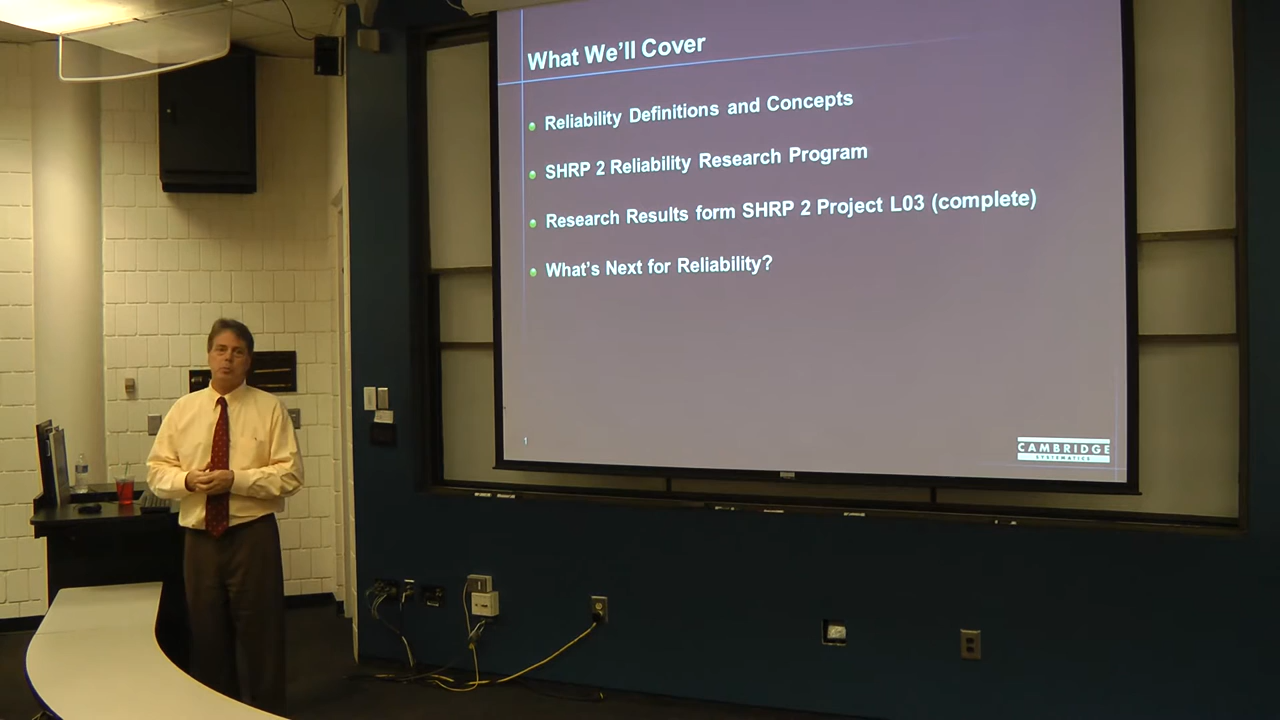 What We'll Cover
Reliability Definitions and Concepts
SHRP 2 Reliability Research Program
Research Results form SHRP 2 Project L03 (complete)
What's Next for Reliability?
1
CAMBRIDGE
SYSTEMATICS